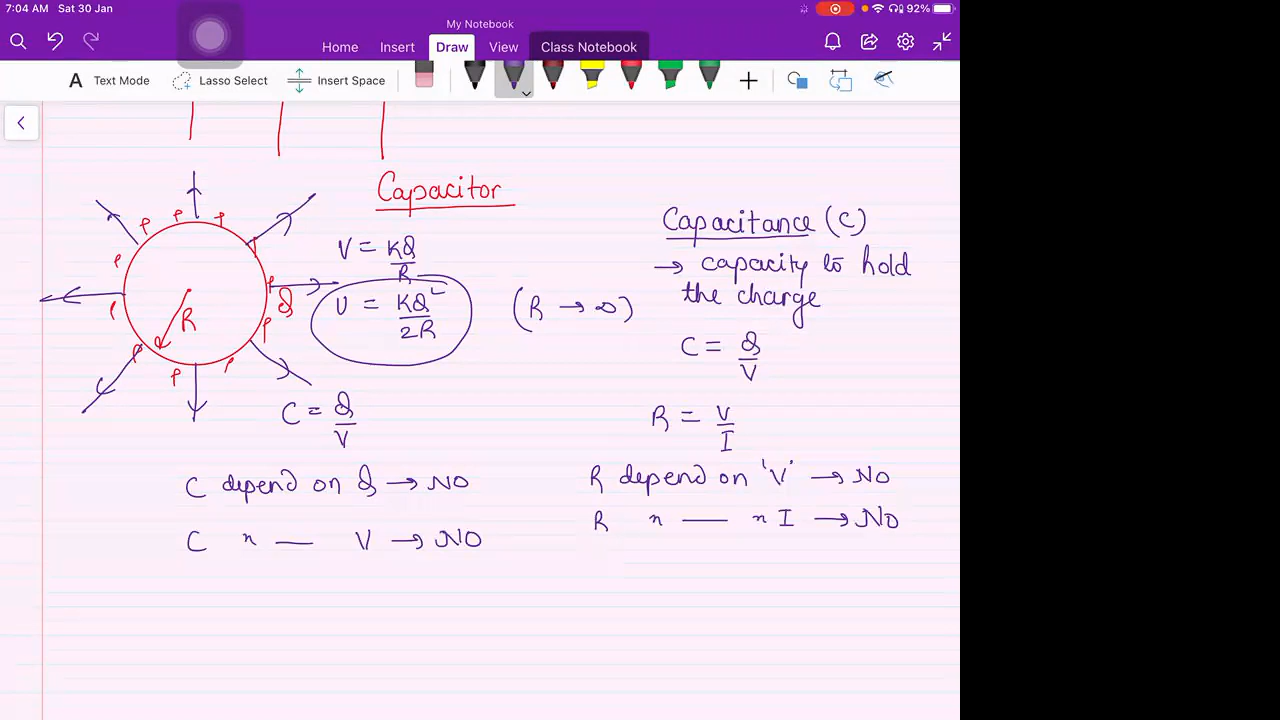 7:04 AM Sat 30 Jan
92%
My Notebook
Home Insert Draw View Class Notebook
Text Mode Lasso Select Insert Space
Capacitor
Capacitance (C)
→ capacity to hold
the charge
V = KQ/R
U = KQ²/2R
(R → ∞)
R
Q
C = Q/V
C = Q/V
R = V/I
C depend on Q → NO
C " — V → NO
R depend on 'V' → No
R " — " I → No